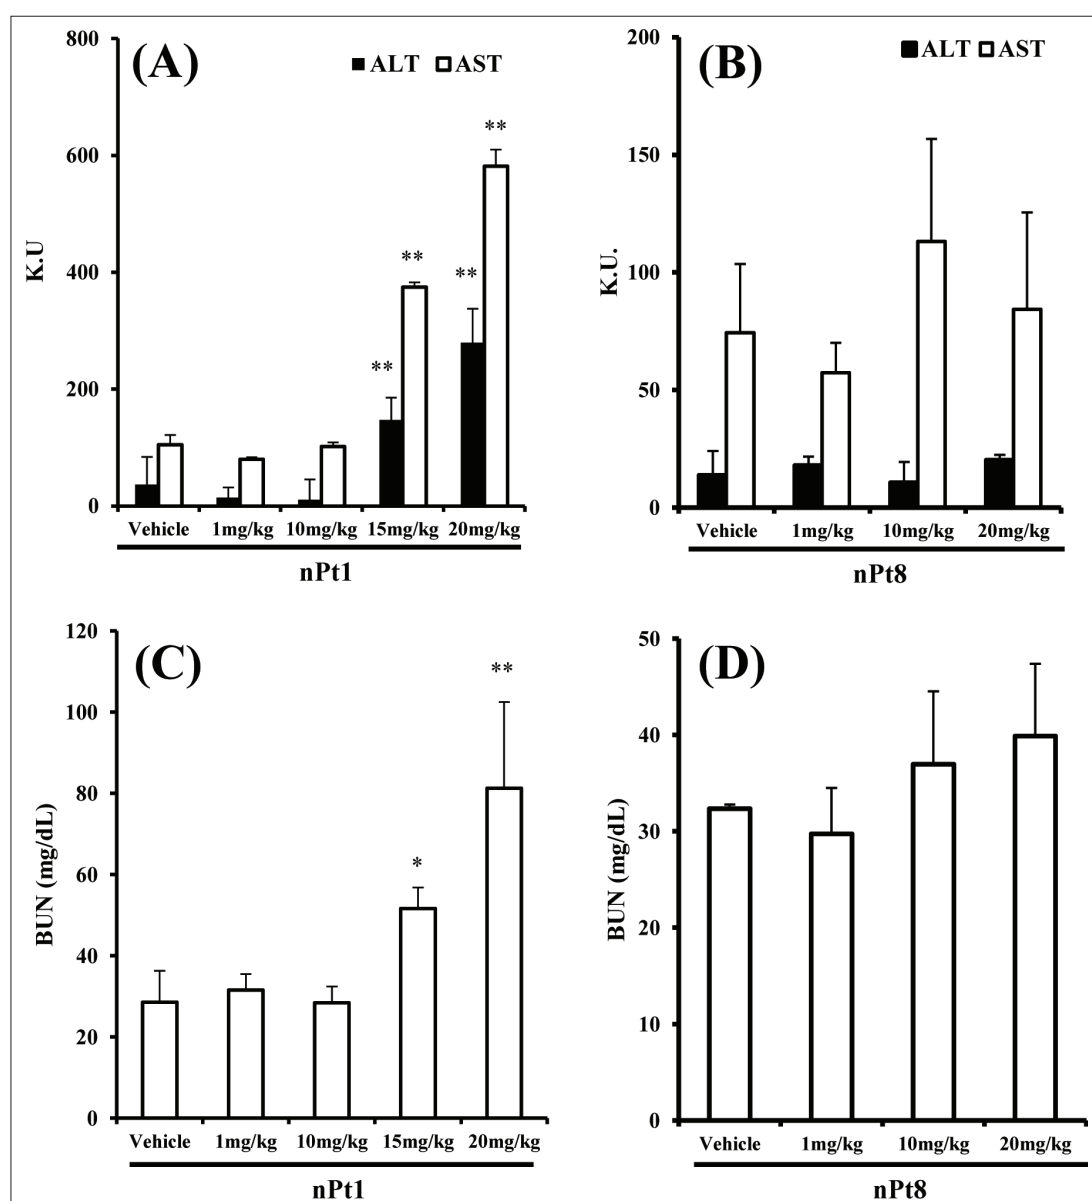 (A)
ALT AST
800
600
400
200
0
K.U
**
**
**
**
Vehicle 1mg/kg 10mg/kg 15mg/kg 20mg/kg
nPt1
(B)
ALT AST
200
150
100
50
0
K.U.
Vehicle 1mg/kg 10mg/kg 20mg/kg
nPt8
(C)
120
100
80
60
40
20
0
BUN (mg/dL)
*
**
Vehicle 1mg/kg 10mg/kg 15mg/kg 20mg/kg
nPt1
(D)
50
40
30
20
10
0
BUN (mg/dL)
Vehicle 1mg/kg 10mg/kg 20mg/kg
nPt8